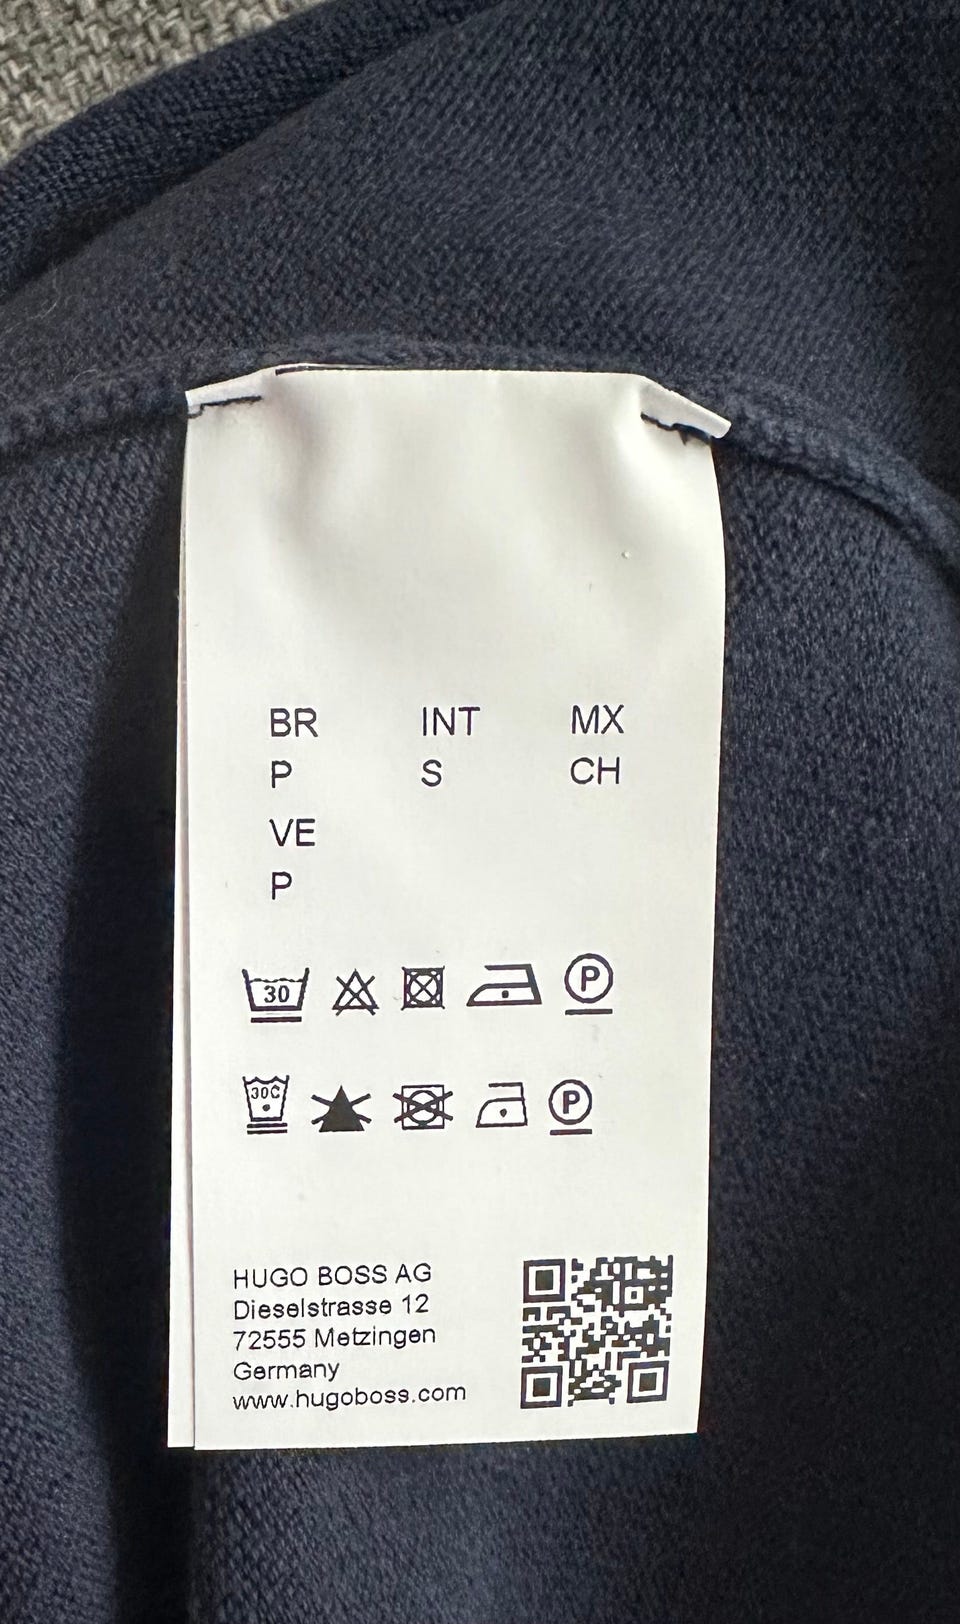 BR INT MX
P S CH
VE
P
30 P
30C P
HUGO BOSS AG
Dieselstrasse 12
72555 Metzingen
Germany
www.hugoboss.com